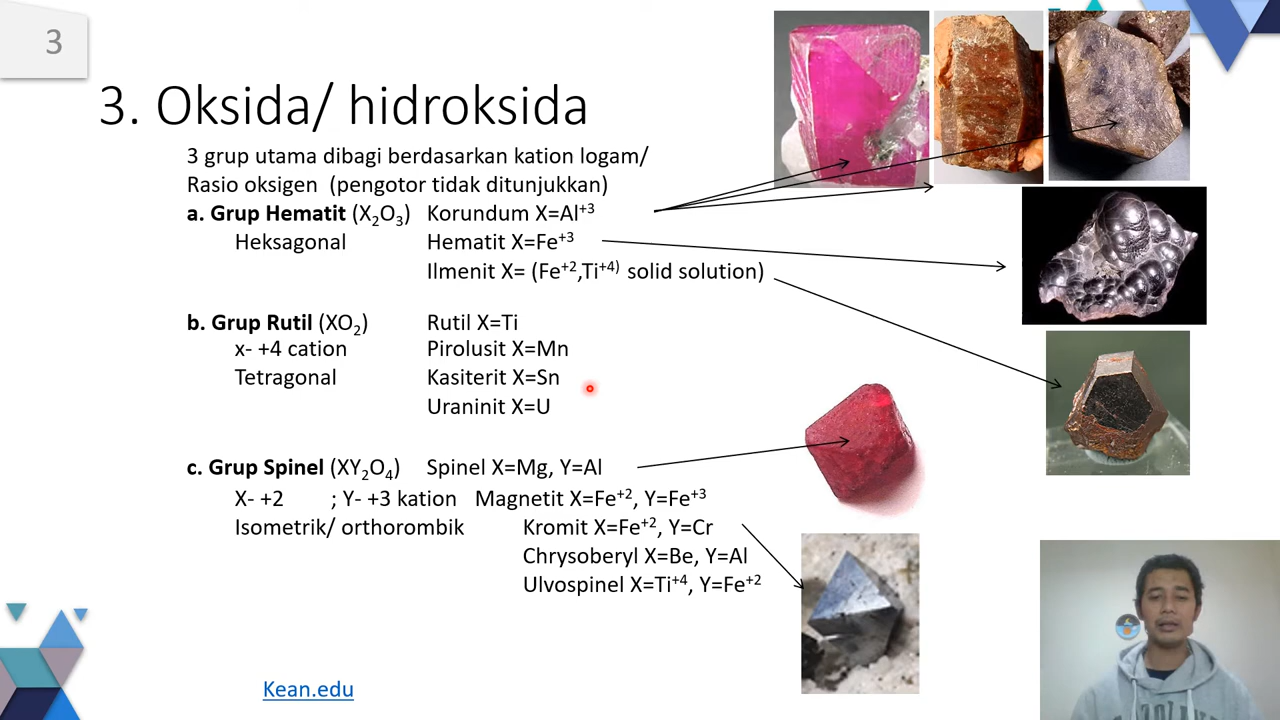 3
3. Oksida/ hidroksida
3 grup utama dibagi berdasarkan kation logam/
Rasio oksigen (pengotor tidak ditunjukkan)
a. Grup Hematit (X₂O₃) Korundum X=Al⁺³
Heksagonal Hematit X=Fe⁺³
Ilmenit X= (Fe⁺²,Ti⁺⁴⁾ solid solution)
b. Grup Rutil (XO₂) Rutil X=Ti
x- +4 cation Pirolusit X=Mn
Tetragonal Kasiterit X=Sn
Uraninit X=U
c. Grup Spinel (XY₂O₄) Spinel X=Mg, Y=Al
X- +2 ; Y- +3 kation Magnetit X=Fe⁺², Y=Fe⁺³
Isometrik/ orthorombik Kromit X=Fe⁺², Y=Cr
Chrysoberyl X=Be, Y=Al
Ulvospinel X=Ti⁺⁴, Y=Fe⁺²
Kean.edu